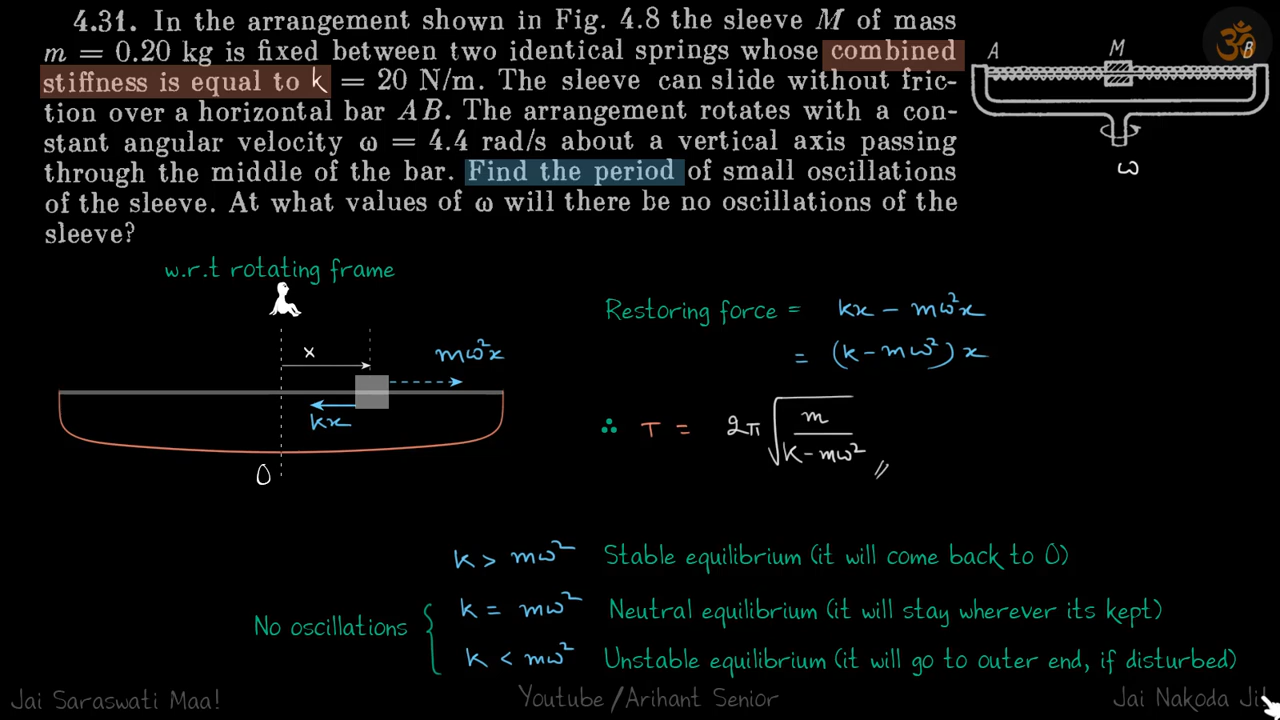 4.31. In the arrangement shown in Fig. 4.8 the sleeve M of mass
m = 0.20 kg is fixed between two identical springs whose combined
stiffness is equal to k = 20 N/m. The sleeve can slide without fric-
tion over a horizontal bar AB. The arrangement rotates with a con-
stant angular velocity ω = 4.4 rad/s about a vertical axis passing
through the middle of the bar. Find the period of small oscillations
of the sleeve. At what values of ω will there be no oscillations of the
sleeve?
A M B
ॐ
ω
w.r.t rotating frame
x
mω²x
kx
O
Restoring force = kx - mω²x
= (k - mω²) x
∴ T = 2π √(m / (k - mω²)) //
k > mω² Stable equilibrium (it will come back to O)
No oscillations { k = mω² Neutral equilibrium (it will stay wherever its kept)
k < mω² Unstable equilibrium (it will go to outer end, if disturbed)
Jai Saraswati Maa! Youtube /Arihant Senior Jai Nakoda Ji!